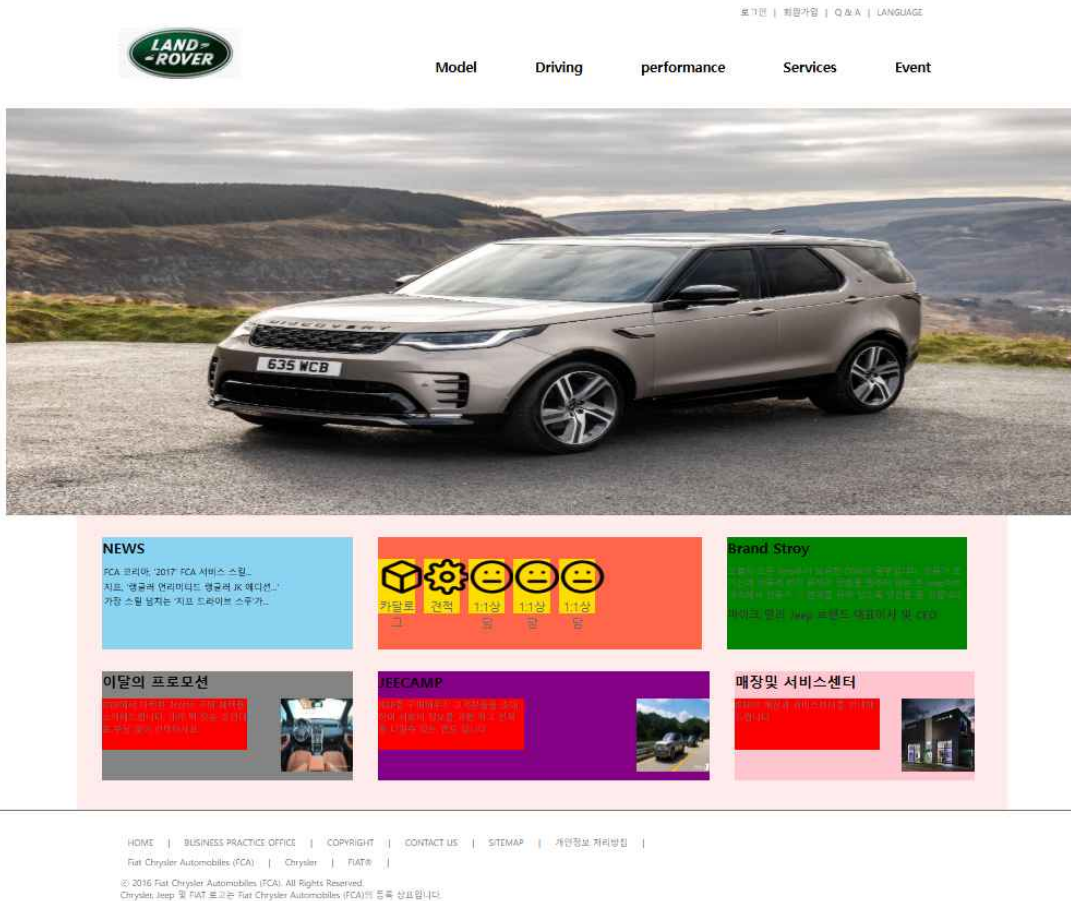 로그인 | 회원가입 | Q & A | LANGUAGE
LAND-
-ROVER
Model Driving performance Services Event
DISCOVERY
635 WCB
NEWS
FCA 코리아, '2017' FCA 서비스 스킬...
지프, '랭글러 언리미티드 랭글러 JK 에디션...'
가장 스릴 넘치는 '지프 드라이브 스쿠'가...
카달로
그
견적
1:1상
담
1:1상
담
1:1상
담
Brand Stroy
마이크 맨리 Jeep 브랜드 대표이사 및 CEO
이달의 프로모션
JEECAMP
매장및 서비스센터
HOME | BUSINESS PRACTICE OFFICE | COPYRIGHT | CONTACT US | SITEMAP | 개인정보 처리방침 |
Fiat Chrysler Automobiles (FCA) | Chrysler | FIAT® |
ⓒ 2016 Fiat Chrysler Automobiles (FCA). All Rights Reserved.
Chrysler, Jeep 및 FIAT 로고는 Fiat Chrysler Automobiles (FCA)의 등록 상표입니다.